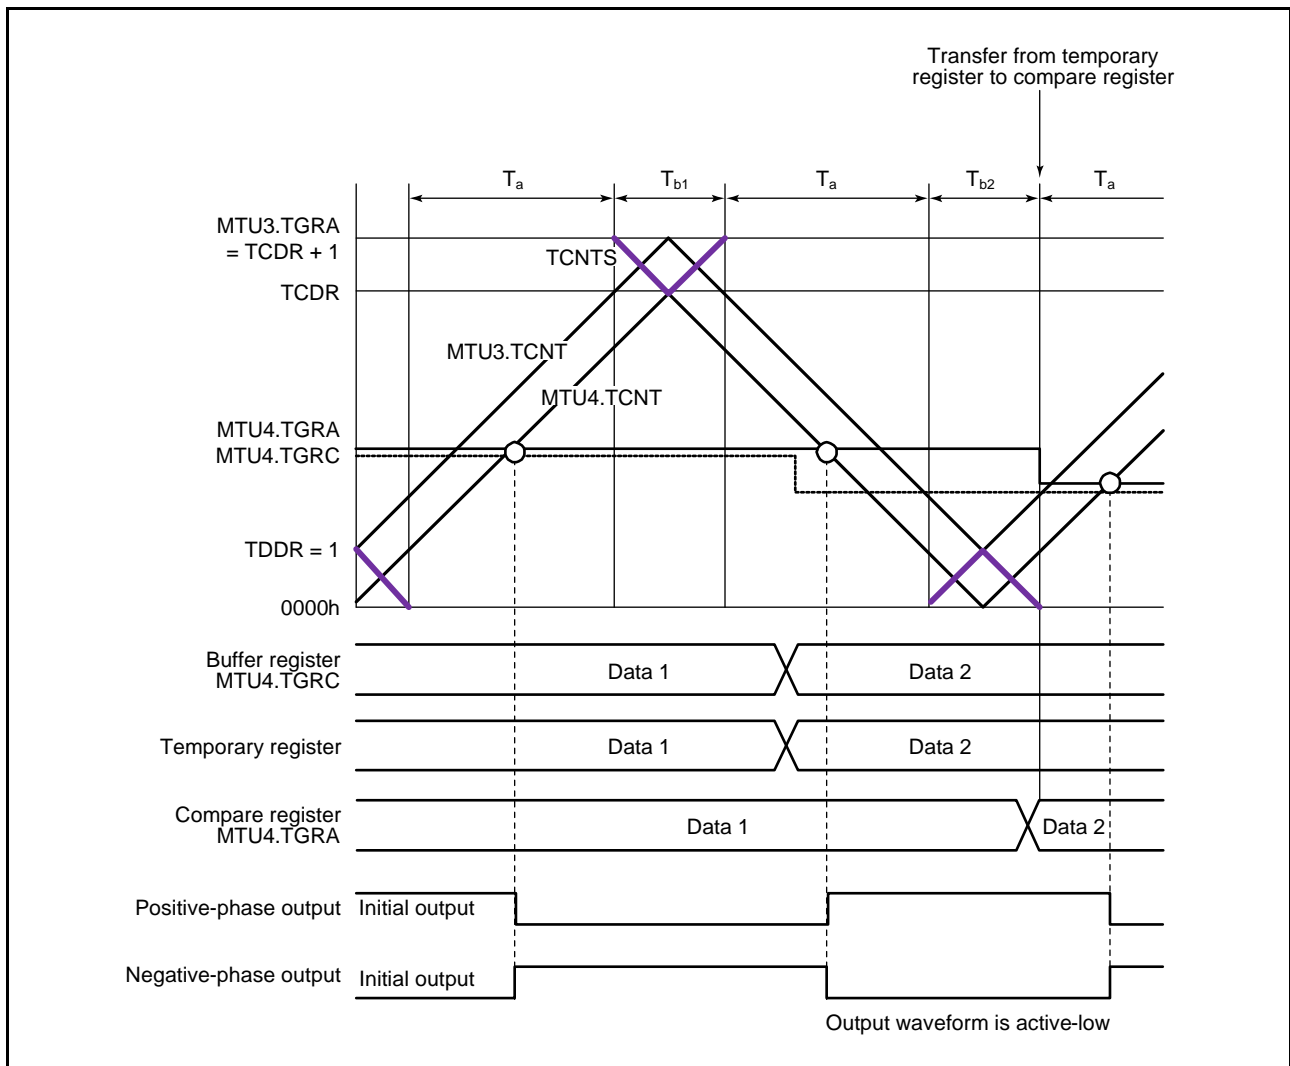 Transfer from temporary
register to compare register
Ta
Tb1
Ta
Tb2
Ta
MTU3.TGRA
= TCDR + 1
TCNTS
TCDR
MTU3.TCNT
MTU4.TCNT
MTU4.TGRA
MTU4.TGRC
TDDR = 1
0000h
Buffer register
MTU4.TGRC
Data 1
Data 2
Temporary register
Data 1
Data 2
Compare register
MTU4.TGRA
Data 1
Data 2
Positive-phase output
Initial output
Negative-phase output
Initial output
Output waveform is active-low